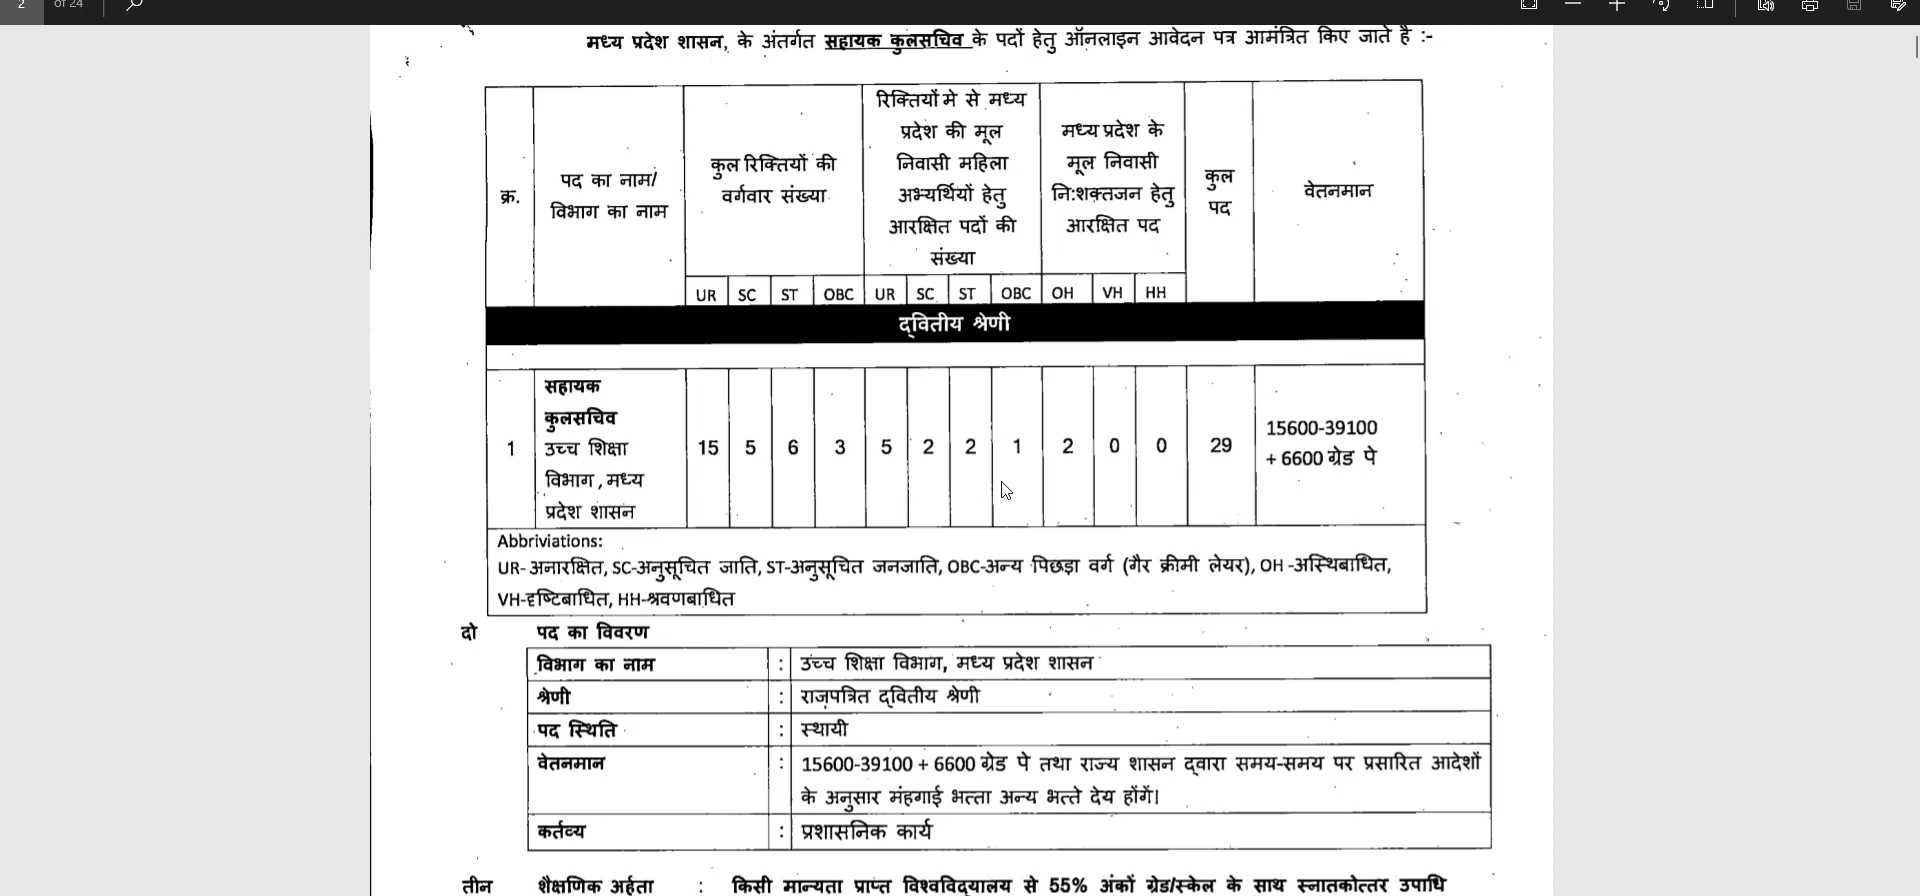 2 of 24
मध्य प्रदेश शासन, के अंतर्गत सहायक कुलसचिव के पदों हेतु ऑनलाइन आवेदन पत्र आमंत्रित किए जाते है :-
क्र.
पद का नाम/
विभाग का नाम
कुल रिक्तियों की
वर्गवार संख्या
रिक्तियों मे से मध्य
प्रदेश की मूल
निवासी महिला
अभ्यर्थियों हेतु
आरक्षित पदों की
संख्या
मध्य प्रदेश के
मूल निवासी
नि:शक्तजन हेतु
आरक्षित पद
कुल
पद
वेतनमान
UR SC ST OBC UR SC ST OBC OH VH HH
द्वितीय श्रेणी
1
सहायक
कुलसचिव
उच्च शिक्षा
विभाग, मध्य
प्रदेश शासन
15 5 6 3 5 2 2 1 2 0 0 29
15600-39100
+ 6600 ग्रेड पे
Abbriviations:
UR- अनारक्षित, SC-अनुसूचित जाति, ST-अनुसूचित जनजाति, OBC-अन्य पिछड़ा वर्ग (गैर क्रीमी लेयर), OH -अस्थिबाधित,
VH-दृष्टिबाधित, HH-श्रवणबाधित
दो पद का विवरण
विभाग का नाम : उच्च शिक्षा विभाग, मध्य प्रदेश शासन
श्रेणी : राजपत्रित द्वितीय श्रेणी
पद स्थिति : स्थायी
वेतनमान : 15600-39100 + 6600 ग्रेड पे तथा राज्य शासन द्वारा समय-समय पर प्रसारित आदेशों
के अनुसार मंहगाई भत्ता अन्य भत्ते देय होंगें।
कर्तव्य : प्रशासनिक कार्य
तीन शैक्षणिक अर्हता : किसी मान्यता प्राप्त विश्वविद्यालय से 55% अंकों ग्रेड/स्केल के साथ स्नातकोत्तर उपाधि